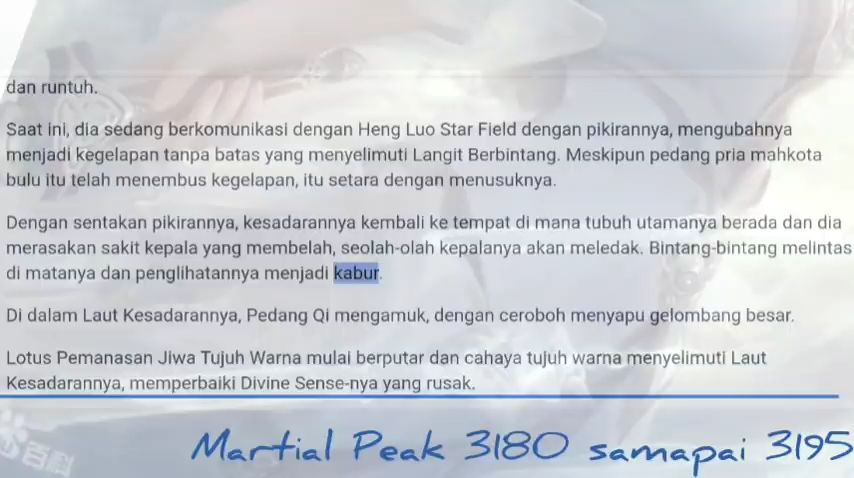 dan runtuh.
Saat ini, dia sedang berkomunikasi dengan Heng Luo Star Field dengan pikirannya, mengubahnya
menjadi kegelapan tanpa batas yang menyelimuti Langit Berbintang. Meskipun pedang pria mahkota
bulu itu telah menembus kegelapan, itu setara dengan menusuknya.
Dengan sentakan pikirannya, kesadarannya kembali ke tempat di mana tubuh utamanya berada dan dia
merasakan sakit kepala yang membelah, seolah-olah kepalanya akan meledak. Bintang-bintang melintas
di matanya dan penglihatannya menjadi kabur.
Di dalam Laut Kesadarannya, Pedang Qi mengamuk, dengan ceroboh menyapu gelombang besar.
Lotus Pemanasan Jiwa Tujuh Warna mulai berputar dan cahaya tujuh warna menyelimuti Laut
Kesadarannya, memperbaiki Divine Sense-nya yang rusak.
Martial Peak 3180 samapai 3195
百科